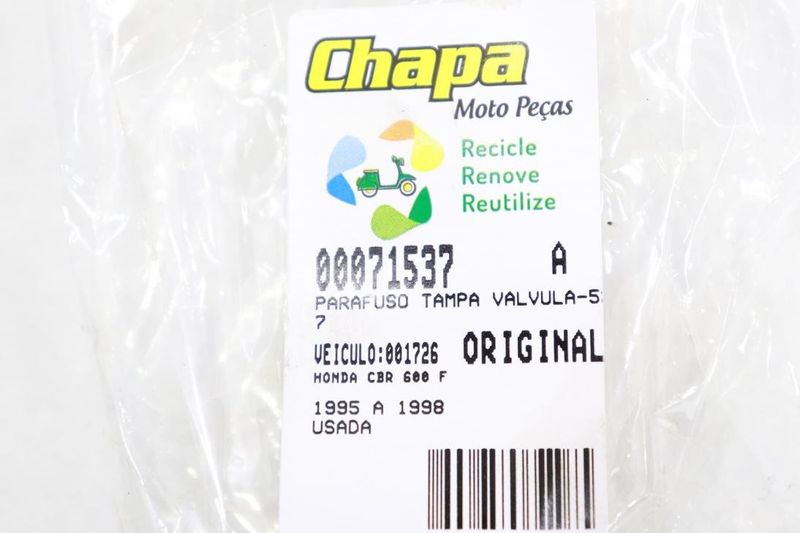 Chapa
Moto Peças
Recicle
Renove
Reutilize
00071537 A
PARAFUSO TAMPA VALVULA-5
7
VEICULO:001726 ORIGINAL
HONDA CBR 600 F
1995 A 1998
USADA